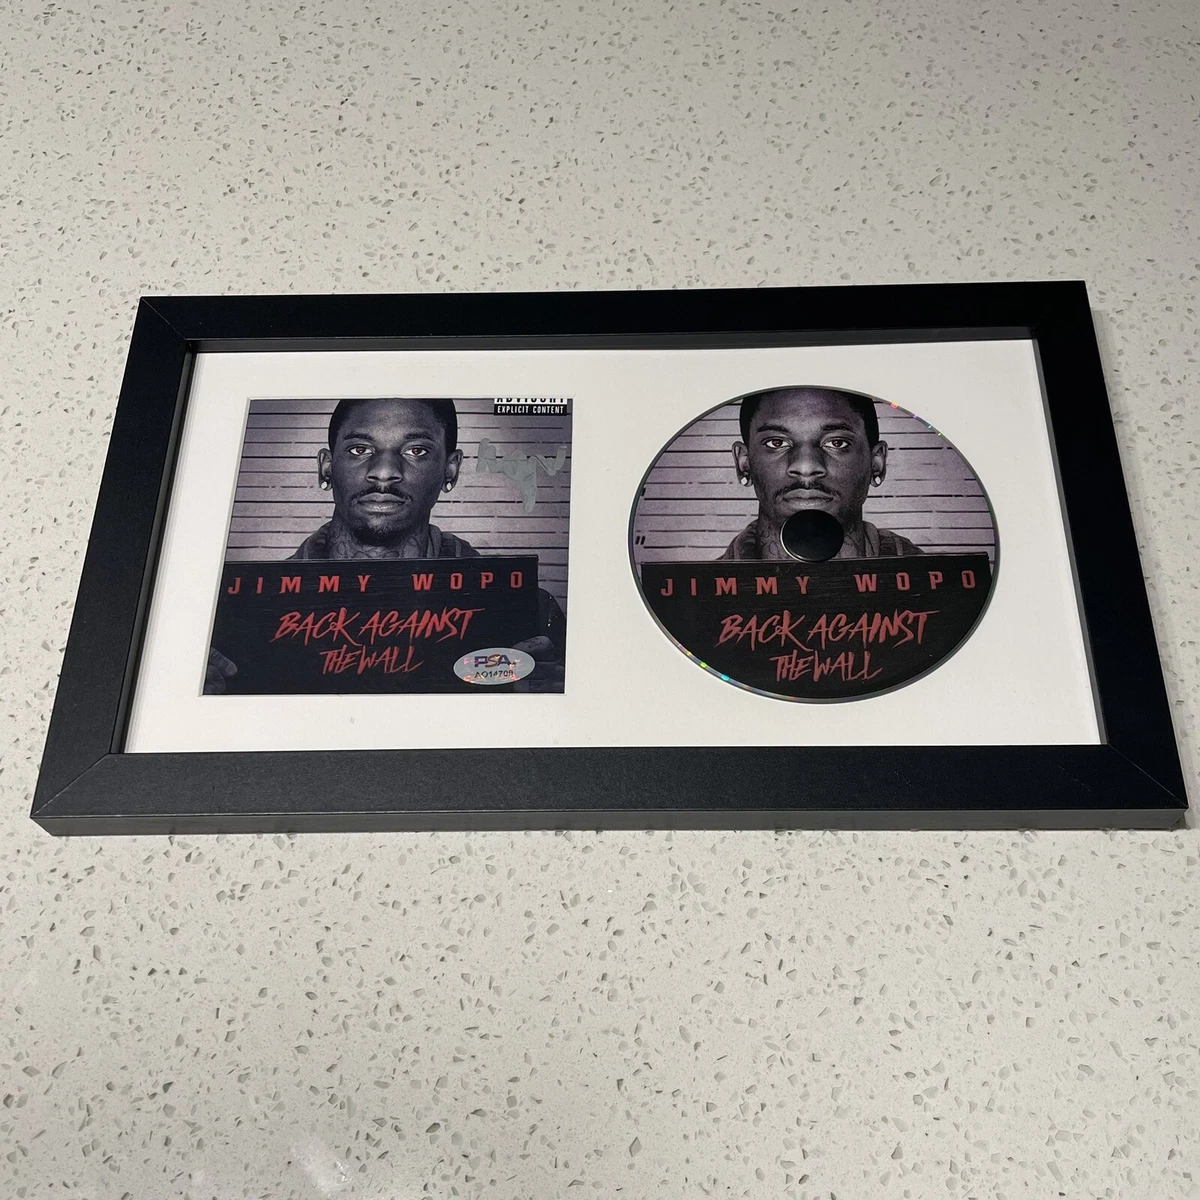 ADVISORY
EXPLICIT CONTENT
JIMMY WOPO
BACK AGAINST
THE WALL
PSA
JIMMY WOPO
BACK AGAINST
THE WALL